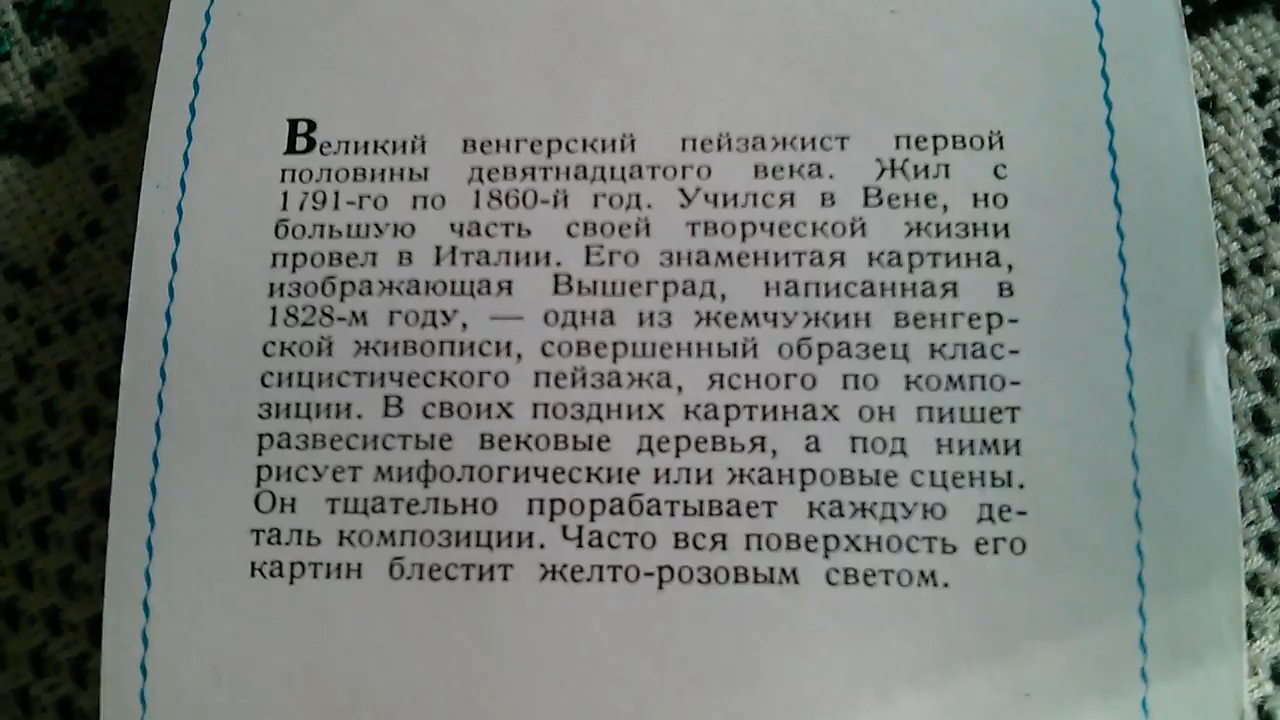 Великий венгерский пейзажист первой
половины девятнадцатого века. Жил с
1791-го по 1860-й год. Учился в Вене, но
большую часть своей творческой жизни
провел в Италии. Его знаменитая картина,
изображающая Вышеград, написанная в
1828-м году, — одна из жемчужин венгер-
ской живописи, совершенный образец клас-
сицистического пейзажа, ясного по компо-
зиции. В своих поздних картинах он пишет
развесистые вековые деревья, а под ними
рисует мифологические или жанровые сцены.
Он тщательно прорабатывает каждую де-
таль композиции. Часто вся поверхность его
картин блестит желто-розовым светом.